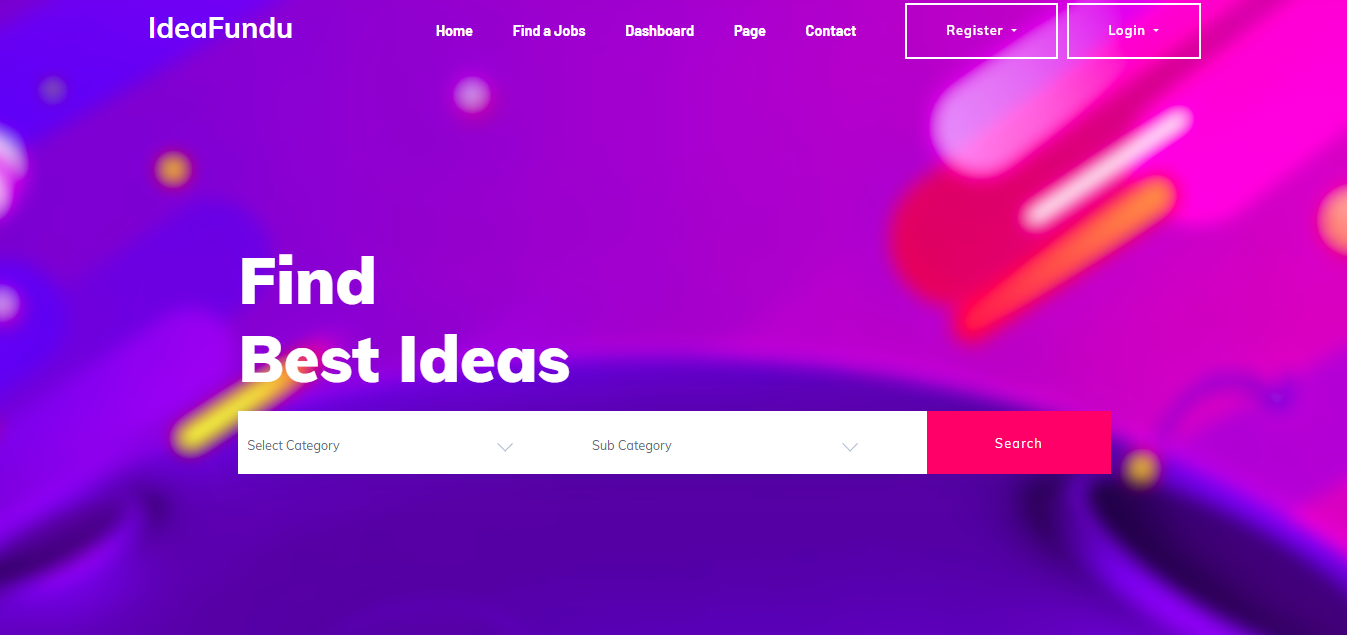 IdeaFundu
Home Find a Jobs Dashboard Page Contact Register Login
Find
Best Ideas
Select Category Sub Category Search